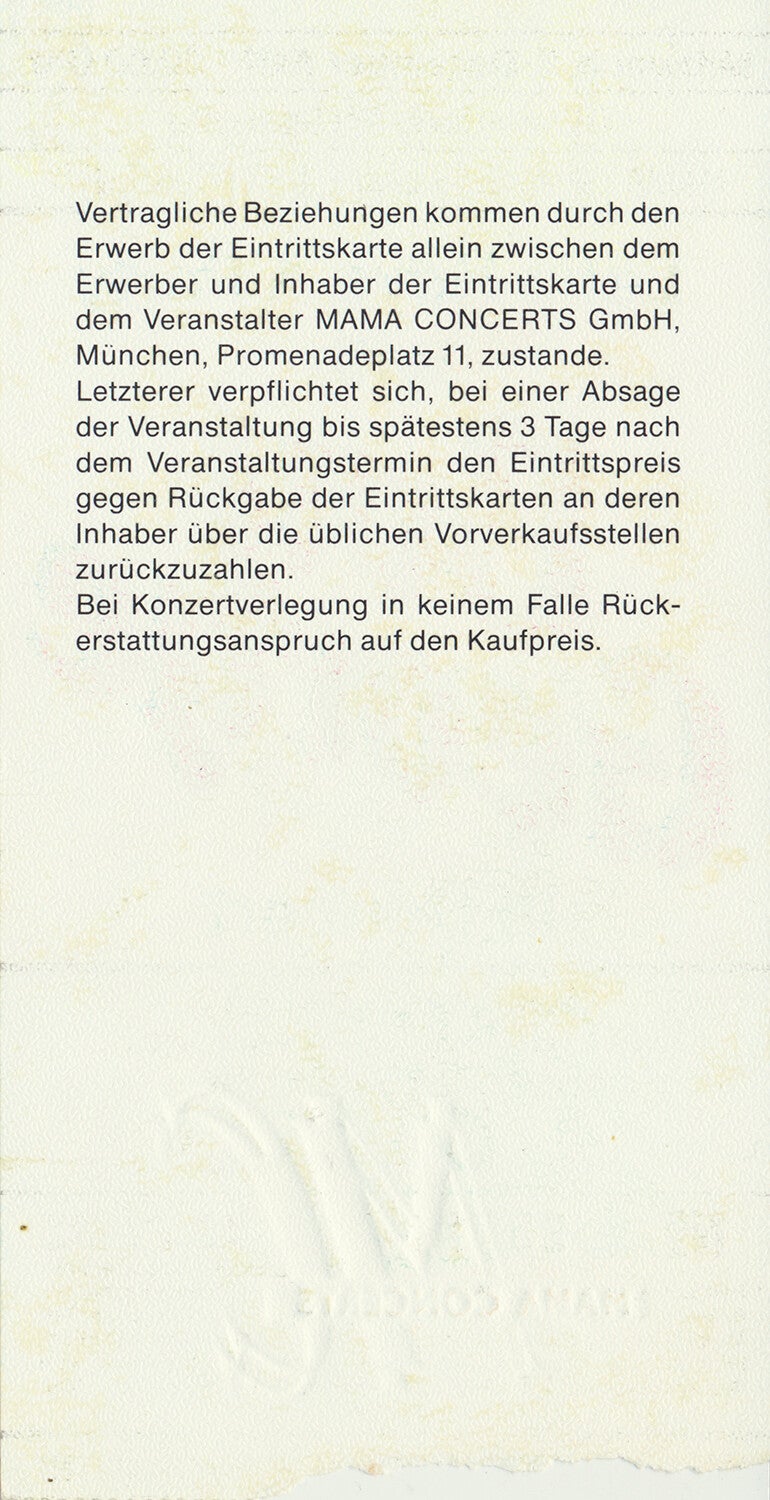 Vertragliche Beziehungen kommen durch den
Erwerb der Eintrittskarte allein zwischen dem
Erwerber und Inhaber der Eintrittskarte und
dem Veranstalter MAMA CONCERTS GmbH,
München, Promenadeplatz 11, zustande.
Letzterer verpflichtet sich, bei einer Absage
der Veranstaltung bis spätestens 3 Tage nach
dem Veranstaltungstermin den Eintrittspreis
gegen Rückgabe der Eintrittskarten an deren
Inhaber über die üblichen Vorverkaufsstellen
zurückzuzahlen.
Bei Konzertverlegung in keinem Falle Rück-
erstattungsanspruch auf den Kaufpreis.
MAMA CONCERTS